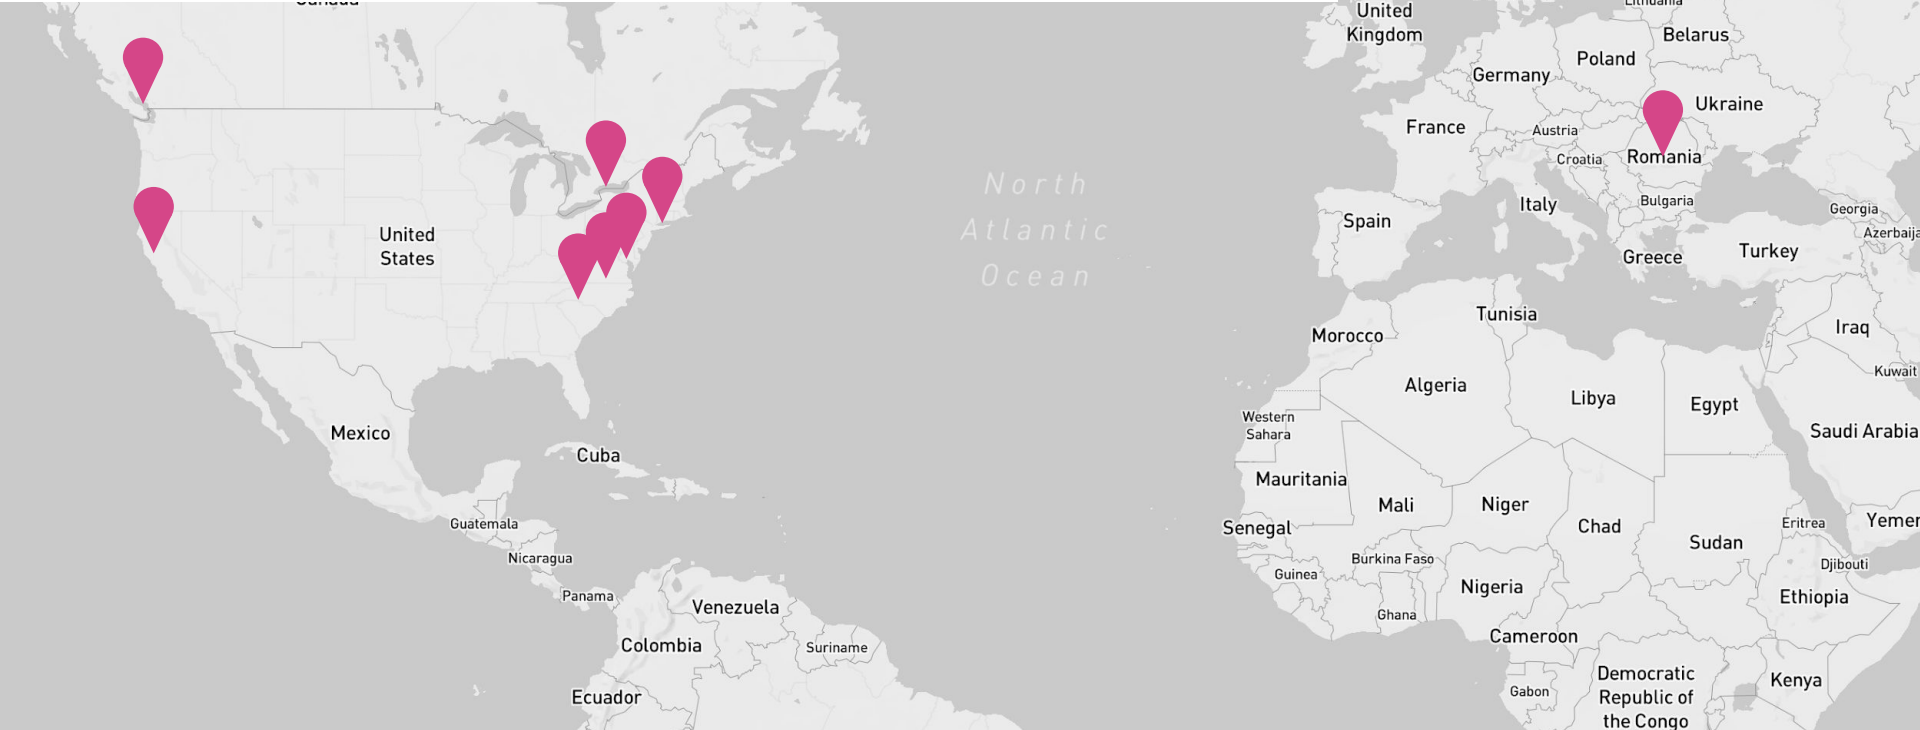 Canada
United
States
Mexico
Cuba
Guatemala
Nicaragua
Panama
Venezuela
Colombia
Suriname
Ecuador
North
Atlantic
Ocean
United
Kingdom
Lithuania
Belarus
Poland
Germany
Ukraine
France
Austria
Croatia
Romania
Italy
Bulgaria
Spain
Georgia
Azerbaija
Greece
Turkey
Tunisia
Morocco
Iraq
Kuwait
Algeria
Libya
Egypt
Western
Sahara
Saudi Arabia
Mauritania
Mali
Niger
Chad
Senegal
Eritrea
Yemen
Sudan
Burkina Faso
Djibouti
Guinea
Nigeria
Ethiopia
Ghana
Cameroon
Democratic
Republic of
the Congo
Kenya
Gabon